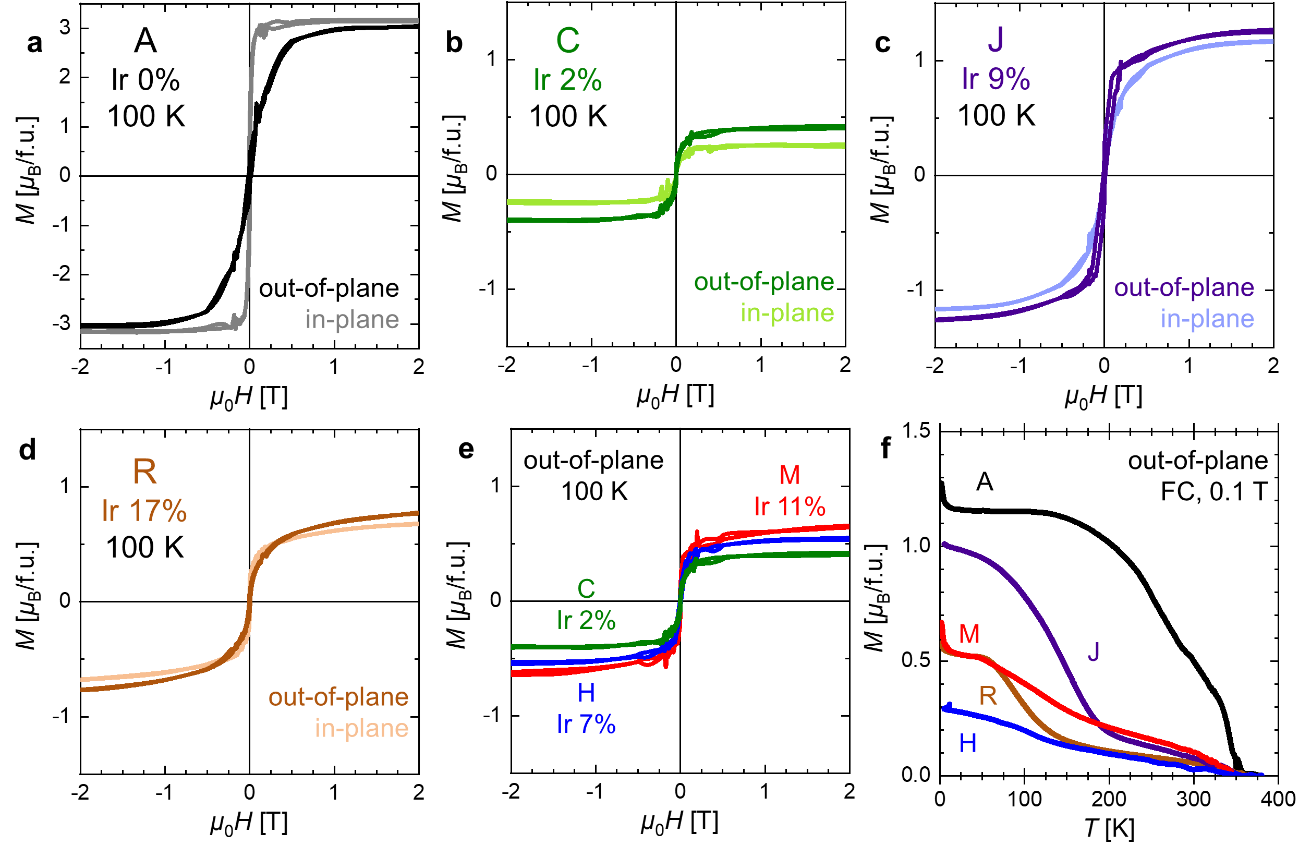 a
A
Ir 0%
100 K
out-of-plane
in-plane
3
2
1
0
-1
-2
-3
-2
-1
0
1
2
M [μB/f.u.]
μ0H [T]
b
C
Ir 2%
100 K
out-of-plane
in-plane
1
0
-1
-2
-1
0
1
2
M [μB/f.u.]
μ0H [T]
c
J
Ir 9%
100 K
out-of-plane
in-plane
1
0
-1
-2
-1
0
1
2
M [μB/f.u.]
μ0H [T]
d
R
Ir 17%
100 K
out-of-plane
in-plane
1
0
-1
-2
-1
0
1
2
M [μB/f.u.]
μ0H [T]
e
out-of-plane
100 K
M
Ir 11%
C
Ir 2%
H
Ir 7%
1
0
-1
-2
-1
0
1
2
M [μB/f.u.]
μ0H [T]
f
out-of-plane
FC, 0.1 T
A
M
J
R
H
1.5
1.0
0.5
0.0
0
100
200
300
400
M [μB/f.u.]
T [K]